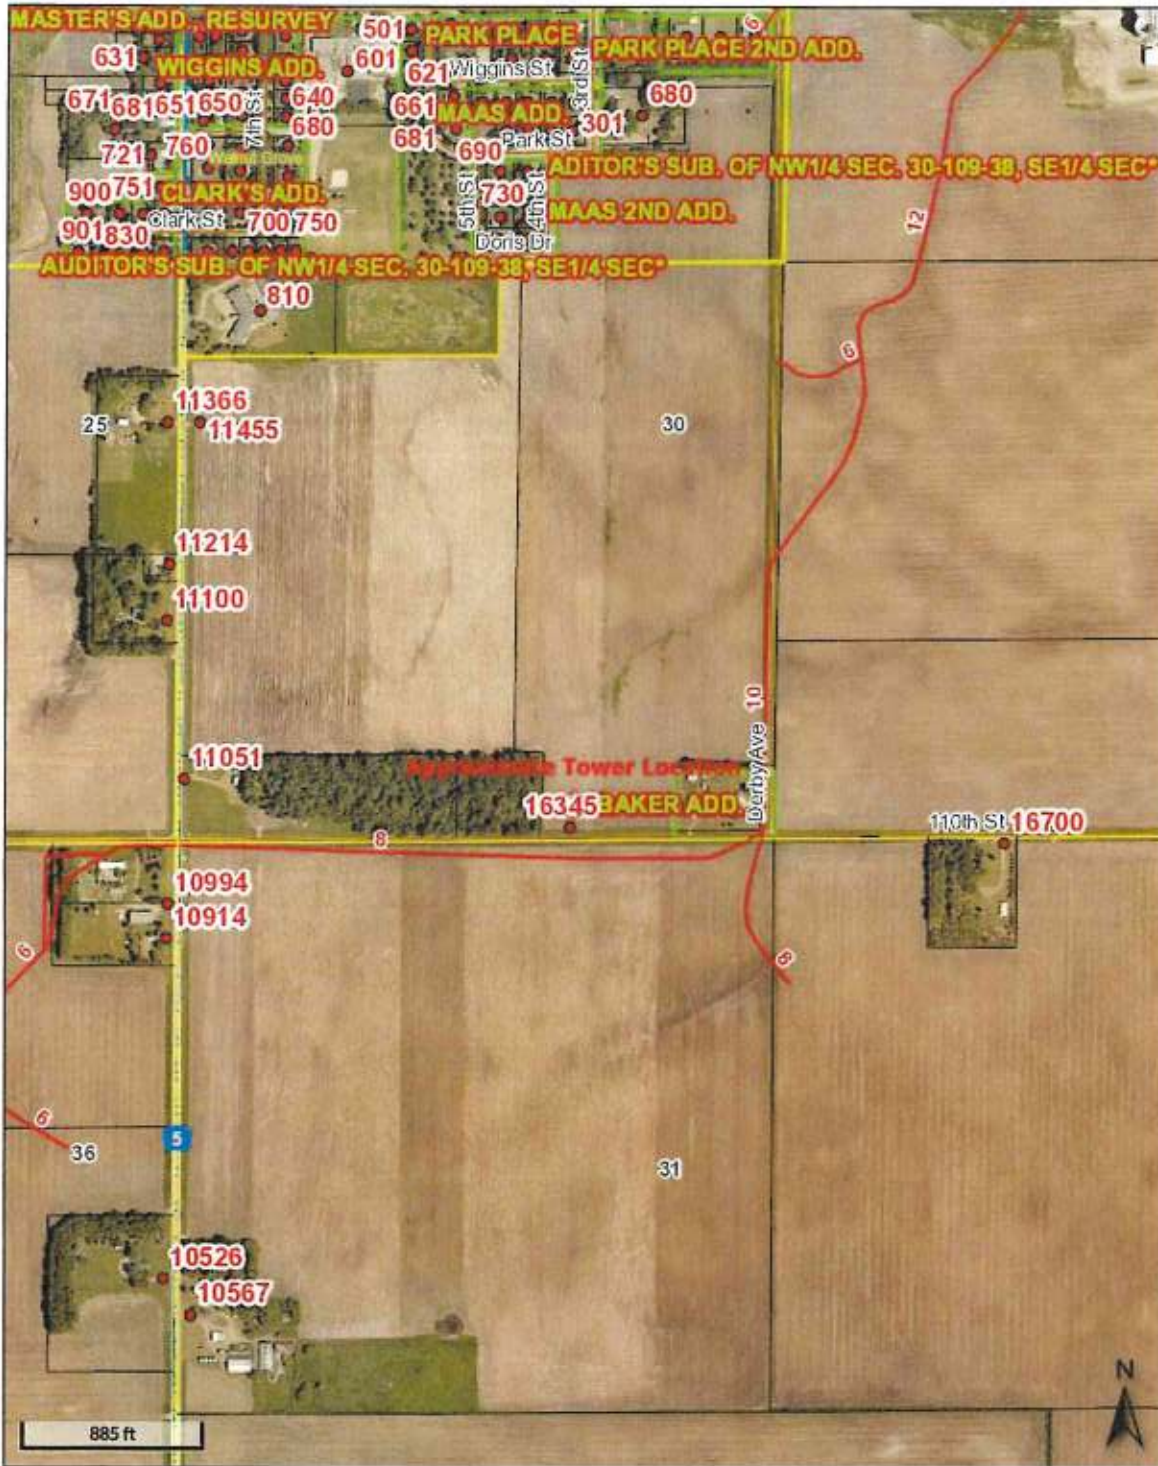 MASTER'S ADD., RESURVEY
501
PARK PLACE
6
631
601
PARK PLACE 2ND ADD.
WIGGINS ADD.
621
Wiggins St
3rd St
671
681
651
650
7th St
640
661
MAAS ADD.
680
680
681
301
721
760
Walnut Grove
690
Park St
900
751
CLARK'S ADD.
5th St
730
4th St
ADITOR'S SUB. OF NW1/4 SEC. 30-109-38, SE1/4 SEC*
MAAS 2ND ADD.
12
901
830
Clark St
700
750
Doris Dr
AUDITOR'S SUB. OF NW1/4 SEC. 30-109-38, SE1/4 SEC*
810
6
11366
25
11455
30
11214
11100
10
Derby Ave
11051
Tower Location
16345
BAKER ADD.
110th St
16700
8
10994
10914
6
8
6
36
5
31
10526
10567
N
885 ft